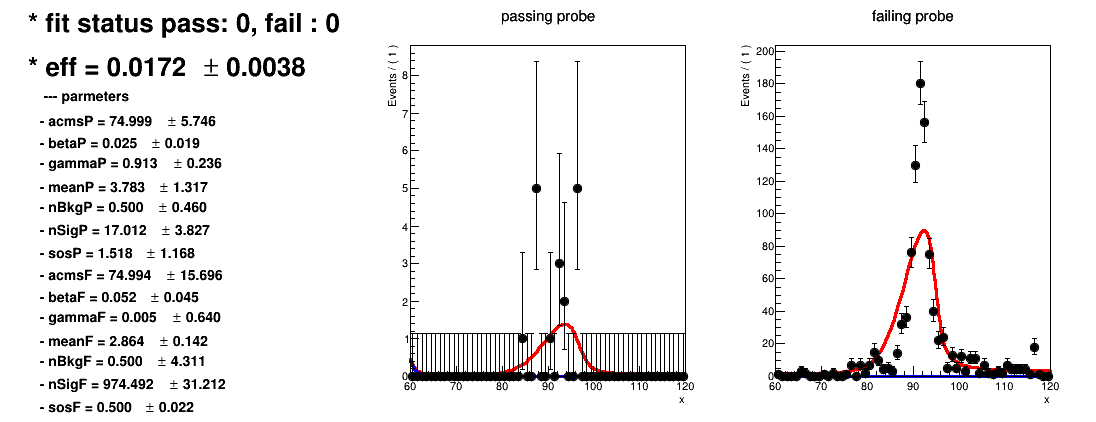 * fit status pass: 0, fail : 0
* eff = 0.0172 ± 0.0038
--- parmeters
- acmsP = 74.999 ± 5.746
- betaP = 0.025 ± 0.019
- gammaP = 0.913 ± 0.236
- meanP = 3.783 ± 1.317
- nBkgP = 0.500 ± 0.460
- nSigP = 17.012 ± 3.827
- sosP = 1.518 ± 1.168
- acmsF = 74.994 ± 15.696
- betaF = 0.052 ± 0.045
- gammaF = 0.005 ± 0.640
- meanF = 2.864 ± 0.142
- nBkgF = 0.500 ± 4.311
- nSigF = 974.492 ± 31.212
- sosF = 0.500 ± 0.022
passing probe
Events / ( 1 )
8
7
6
5
4
3
2
1
0
60 70 80 90 100 110 120
x
failing probe
Events / ( 1 )
200
180
160
140
120
100
80
60
40
20
0
60 70 80 90 100 110 120
x